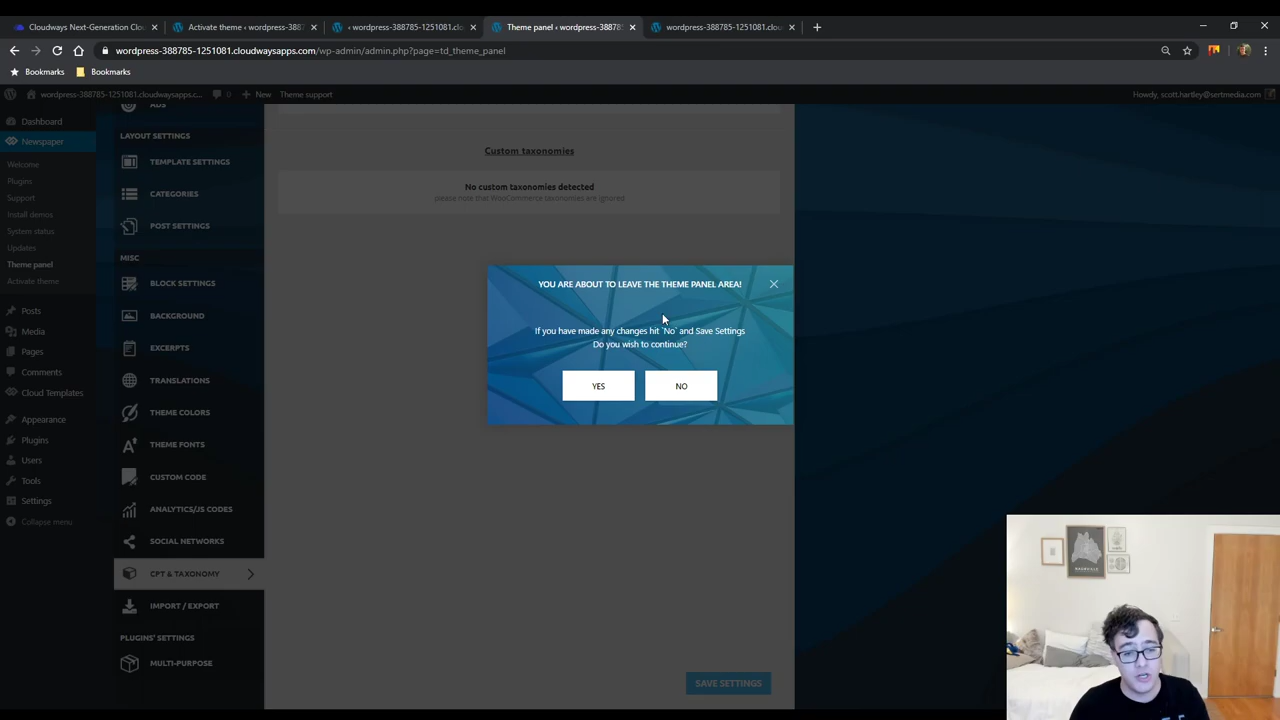 Cloudways Next-Generation Clo
Activate theme ‹ wordpress-388
wordpress-388785-1251081.cloud
Theme panel ‹ wordpress-38878
wordpress-388785-1251081.cloud
wordpress-388785-1251081.cloudwaysapps.com/wp-admin/admin.php?page=td_theme_panel
Bookmarks
Bookmarks
wordpress-388785-1251081.cloudwaysapps.c...
0
New
Theme support
Howdy, scott.hartley@sertmedia.com
Dashboard
Newspaper
Welcome
Plugins
Support
Install demos
System status
Updates
Theme panel
Activate theme
Posts
Media
Pages
Comments
Cloud Templates
Appearance
Plugins
Users
Tools
Settings
Collapse menu
ADS
LAYOUT SETTINGS
TEMPLATE SETTINGS
CATEGORIES
POST SETTINGS
MISC
BLOCK SETTINGS
BACKGROUND
EXCERPTS
TRANSLATIONS
THEME COLORS
THEME FONTS
CUSTOM CODE
ANALYTICS/JS CODES
SOCIAL NETWORKS
CPT & TAXONOMY
IMPORT / EXPORT
PLUGINS' SETTINGS
MULTI-PURPOSE
Custom taxonomies
No custom taxonomies detected
please note that WooCommerce taxonomies are ignored
YOU ARE ABOUT TO LEAVE THE THEME PANEL AREA!
If you have made any changes hit `No` and Save Settings
Do you wish to continue?
YES
NO
SAVE SETTINGS